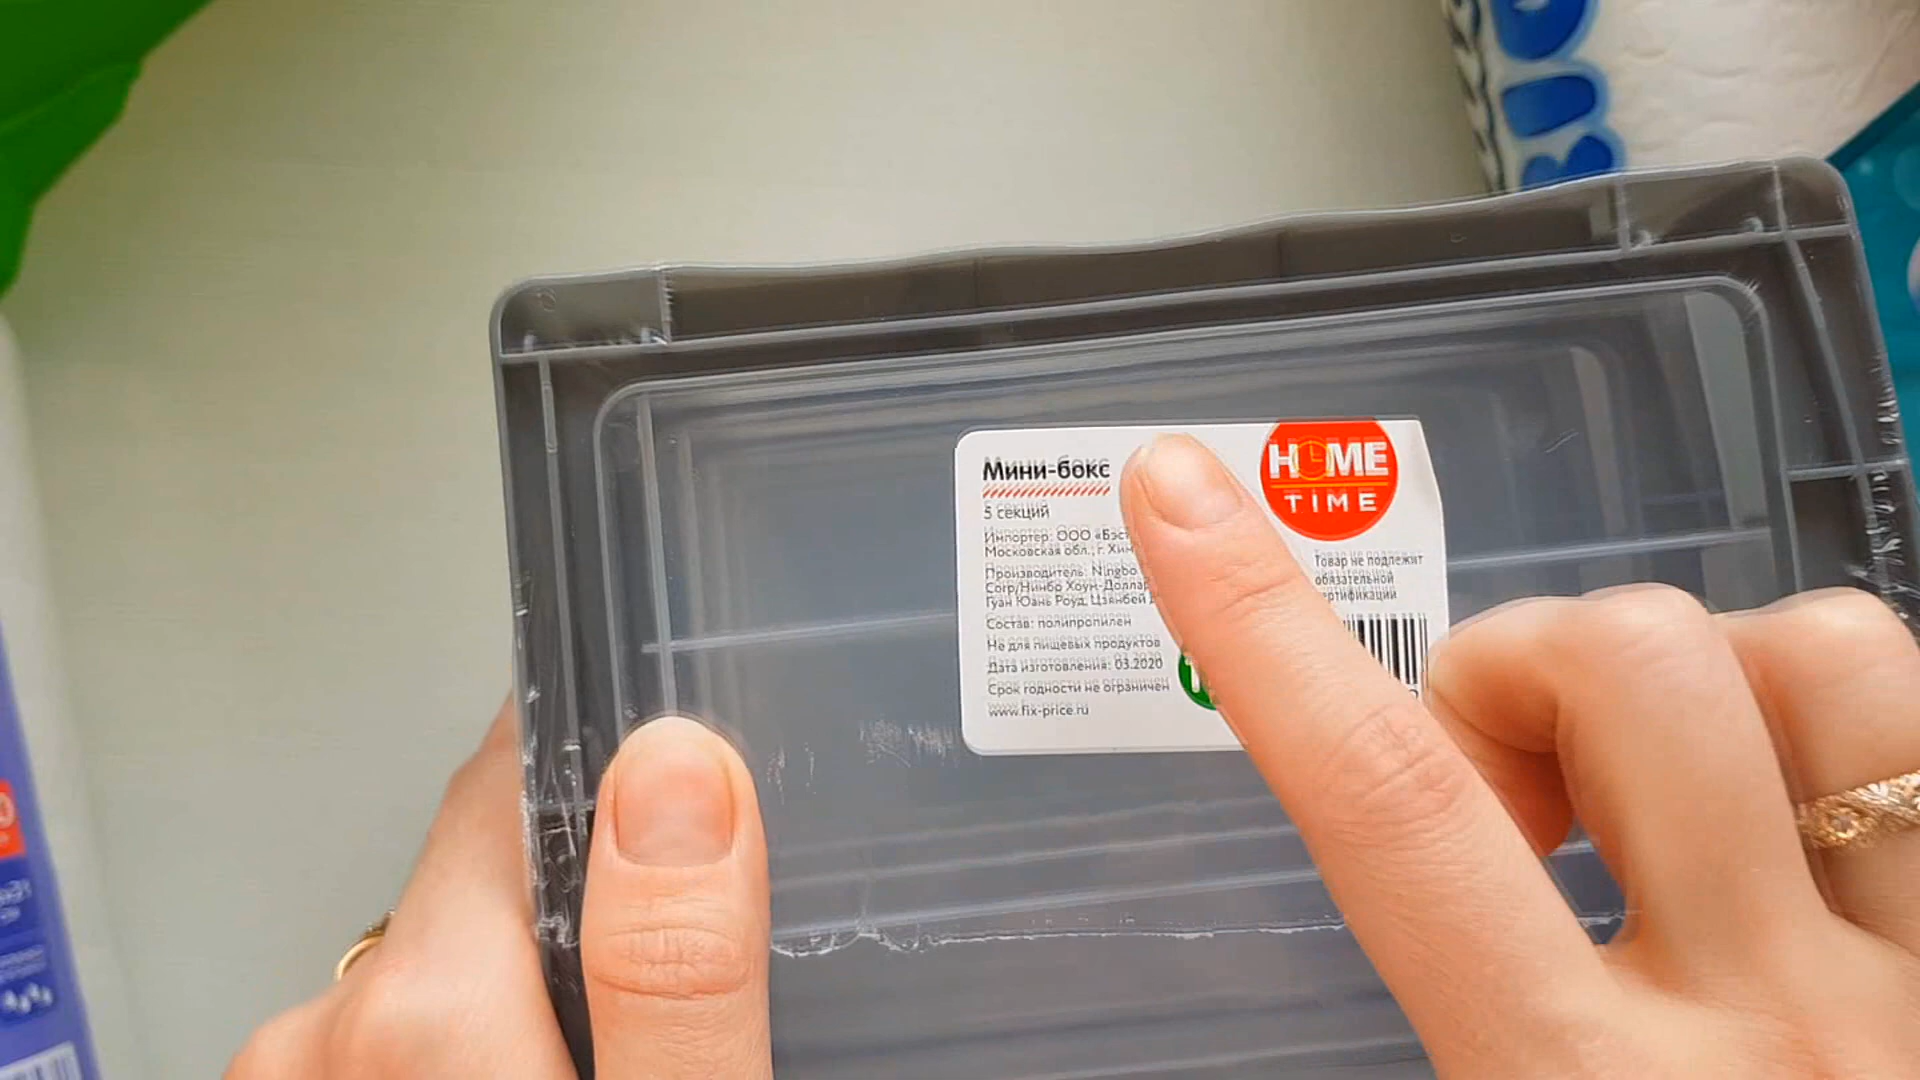 Мини-бокс
5 секций
Импортер: ООО «Бэст
Московская обл., г. Хим
Производитель: Ningbo
Corp/Нинбо Хоум-Доллар
Гуан Юань Роуд, Цзянбей
Состав: полипропилен
Не для пищевых продуктов
Дата изготовления: 03.2020
Срок годности не ограничен
www.fix-price.ru
HOME
TIME
Товар не подлежит
обязательной
сертификации